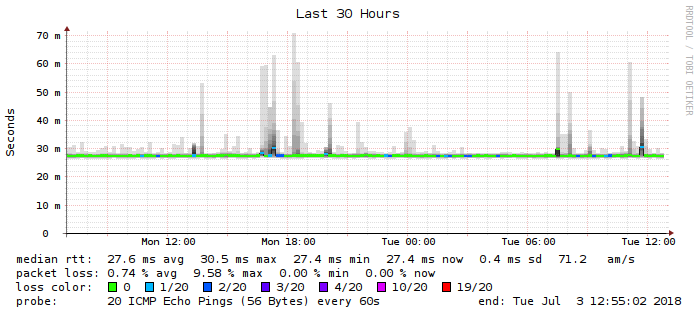 Last 30 Hours
RRDTOOL / TOBI OETIKER
Seconds
70 m
60 m
50 m
40 m
30 m
20 m
10 m
0
Mon 12:00 Mon 18:00 Tue 00:00 Tue 06:00 Tue 12:00
median rtt: 27.6 ms avg 30.5 ms max 27.4 ms min 27.4 ms now 0.4 ms sd 71.2 am/s
packet loss: 0.74 % avg 9.58 % max 0.00 % min 0.00 % now
loss color: 0 1/20 2/20 3/20 4/20 10/20 19/20
probe: 20 ICMP Echo Pings (56 Bytes) every 60s end: Tue Jul 3 12:55:02 2018